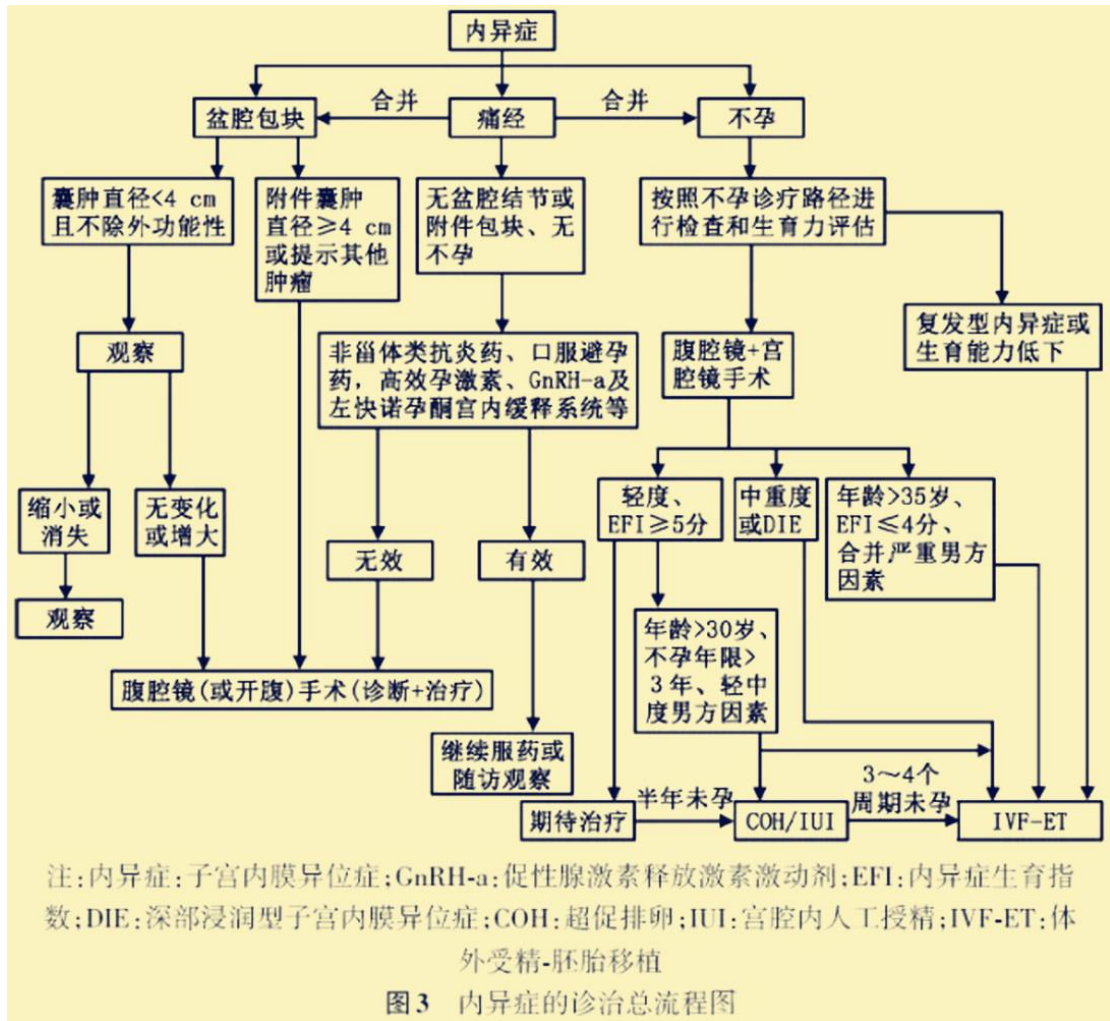 内异症
合并
合并
盆腔包块
痛经
不孕
囊肿直径<4 cm
且不除外功能性
附件囊肿
直径≥4 cm
或提示其他
肿瘤
无盆腔结节或
附件包块、无
不孕
按照不孕诊疗路径进
行检查和生育力评估
观察
非甾体类抗炎药、口服避孕
药,高效孕激素、GnRH-a及
左快诺孕酮宫内缓释系统等
腹腔镜+宫
腔镜手术
复发型内异症或
生育能力低下
缩小或
消失
无变化
或增大
无效
有效
轻度、
EFI≥5分
中重度
或DIE
年龄>35岁、
EFI≤4分、
合并严重男方
因素
观察
年龄>30岁、
不孕年限>
3年、轻中
度男方因素
腹腔镜(或开腹)手术(诊断+治疗)
继续服药或
随访观察
期待治疗
半年未孕
COH/IUI
3～4个
周期未孕
IVF-ET
注:内异症:子宫内膜异位症;GnRH-a:促性腺激素释放激素激动剂;EFI:内异症生育指
数;DIE:深部浸润型子宫内膜异位症;COH:超促排卵;IUI:宫腔内人工授精;IVF-ET:体
外受精-胚胎移植
图3 内异症的诊治总流程图